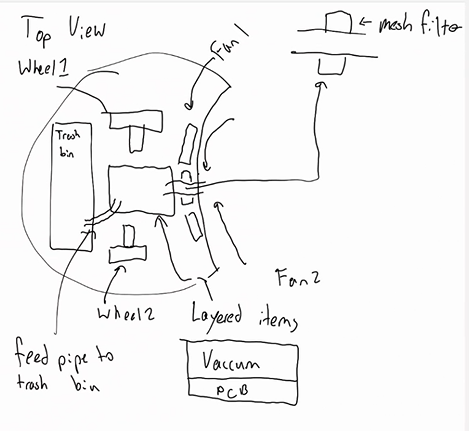 Top View
Fan 1
← mesh filter
Wheel 1
Trash
bin
Fan 2
Wheel 2
Layered items
feed pipe to
trash bin
Vaccum
PCB